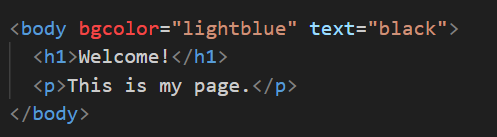 <body bgcolor="lightblue" text="black">
  <h1>Welcome!</h1>
  <p>This is my page.</p>
</body>